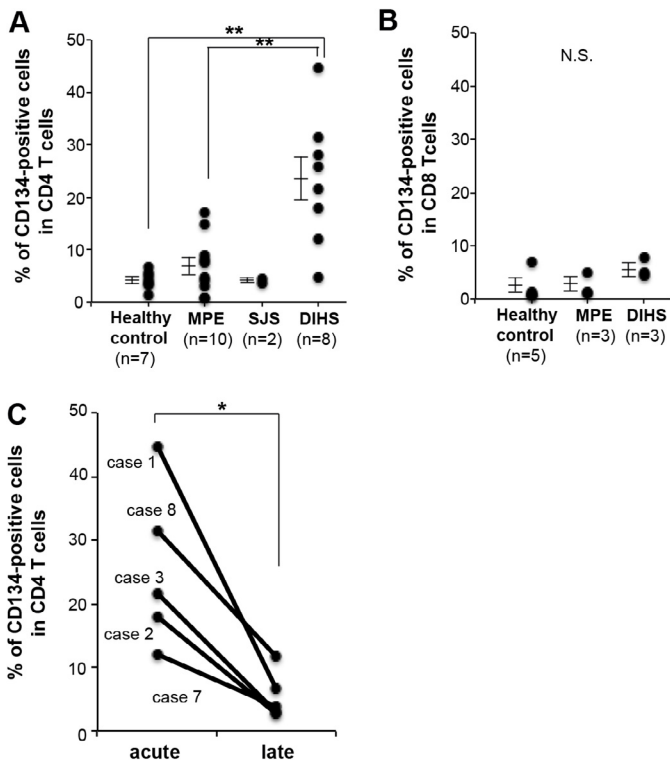 A
% of CD134-positive cells
in CD4 T cells
50
40
30
20
10
0
**
**
Healthy
control
(n=7)
MPE
(n=10)
SJS
(n=2)
DIHS
(n=8)
B
% of CD134-positive cells
in CD8 Tcells
50
40
30
20
10
0
N.S.
Healthy
control
(n=5)
MPE
(n=3)
DIHS
(n=3)
C
% of CD134-positive cells
in CD4 T cells
50
40
30
20
10
0
*
case 1
case 8
case 3
case 2
case 7
acute
late